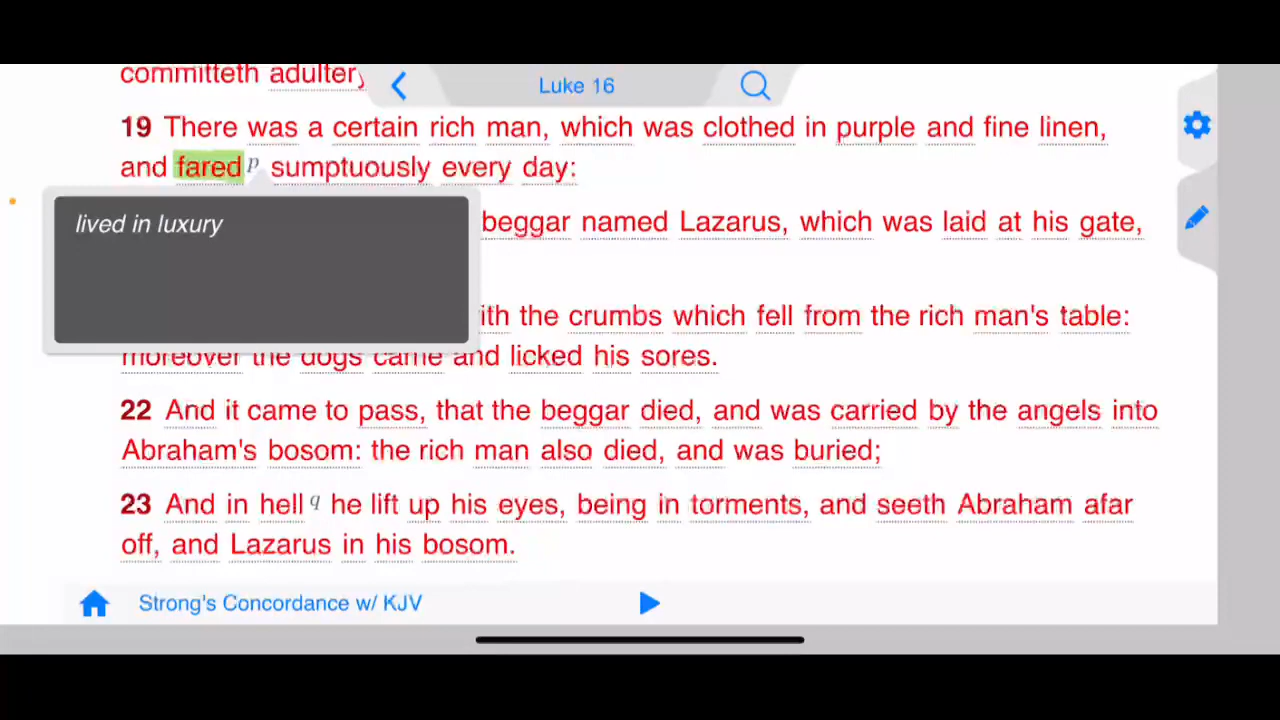 committeth adultery
Luke 16
19 There was a certain rich man, which was clothed in purple and fine linen,
and fared p sumptuously every day:
lived in luxury
beggar named Lazarus, which was laid at his gate,
the crumbs which fell from the rich man's table:
moreover the dogs came and licked his sores.
22 And it came to pass, that the beggar died, and was carried by the angels into
Abraham's bosom: the rich man also died, and was buried;
23 And in hell q he lift up his eyes, being in torments, and seeth Abraham afar
off, and Lazarus in his bosom.
Strong's Concordance w/ KJV